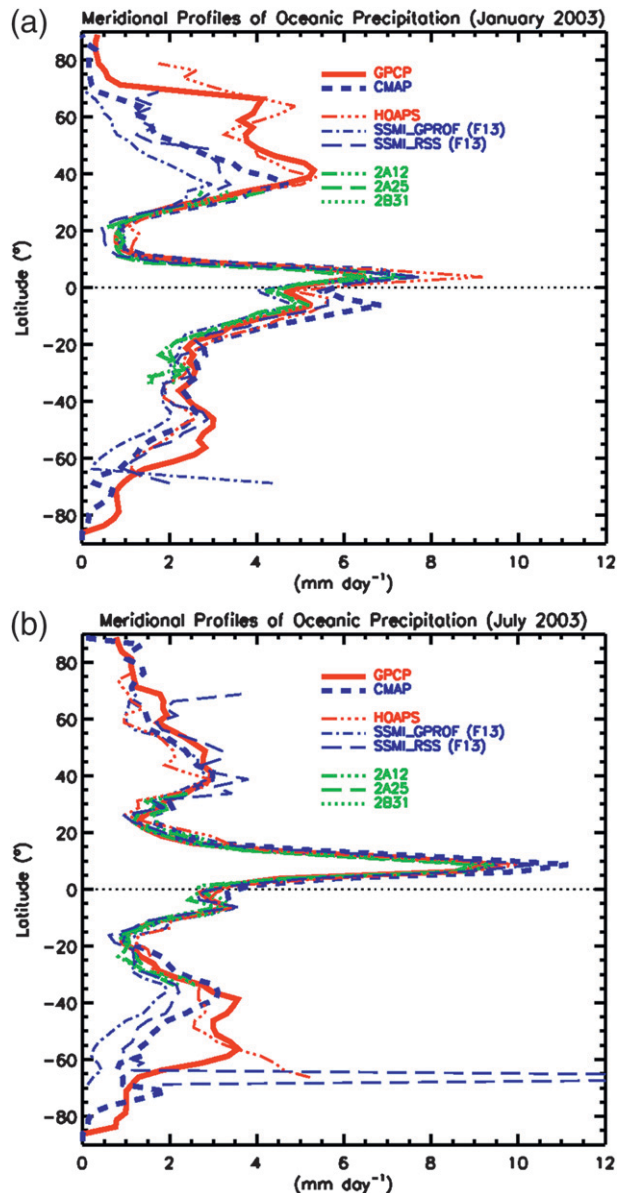 (a)
Meridional Profiles of Oceanic Precipitation (January 2003)
80
60
40
20
0
-20
-40
-60
-80
Latitude (°)
GPCP
CMAP
HOAPS
SSMI_GPROF (F13)
SSMI_RSS (F13)
2A12
2A25
2B31
0 2 4 6 8 10 12
(mm day⁻¹)
(b)
Meridional Profiles of Oceanic Precipitation (July 2003)
80
60
40
20
0
-20
-40
-60
-80
Latitude (°)
GPCP
CMAP
HOAPS
SSMI_GPROF (F13)
SSMI_RSS (F13)
2A12
2A25
2B31
0 2 4 6 8 10 12
(mm day⁻¹)